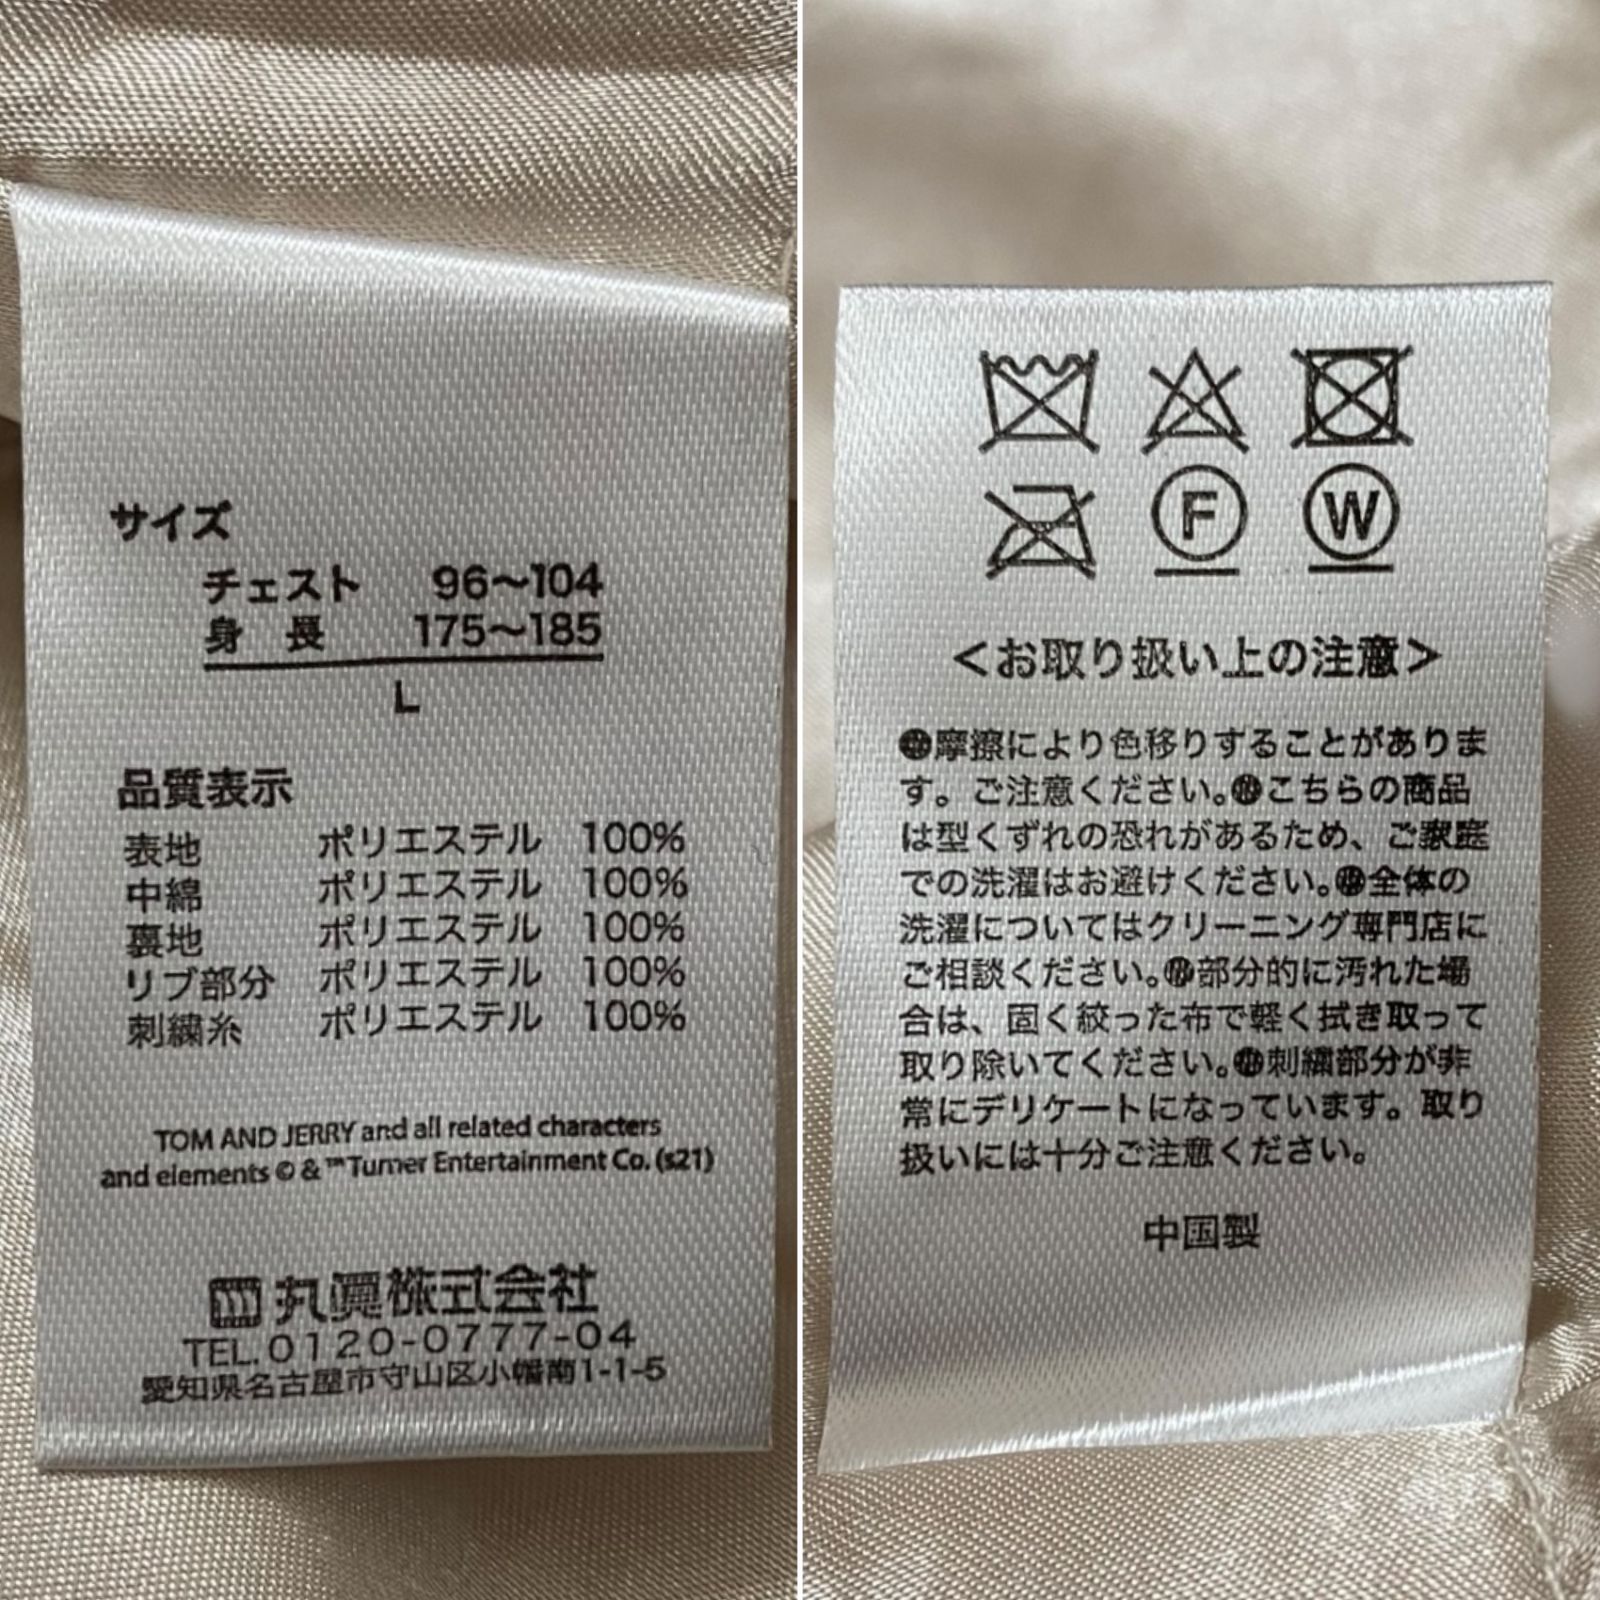 サイズ
チェスト 96〜104
身 長 175〜185
L
品質表示
表地 ポリエステル 100%
中綿 ポリエステル 100%
裏地 ポリエステル 100%
リブ部分 ポリエステル 100%
刺繍糸 ポリエステル 100%
TOM AND JERRY and all related characters
and elements © & ™ Turner Entertainment Co. (s21)
丸眞株式会社
TEL.0120-0777-04
愛知県名古屋市守山区小幡南1-1-5
F W
<お取り扱い上の注意>
●摩擦により色移りすることがありま
す。ご注意ください。●こちらの商品
は型くずれの恐れがあるため、ご家庭
での洗濯はお避けください。●全体の
洗濯についてはクリーニング専門店に
ご相談ください。●部分的に汚れた場
合は、固く絞った布で軽く拭き取って
取り除いてください。●刺繍部分が非
常にデリケートになっています。取り
扱いには十分ご注意ください。
中国製